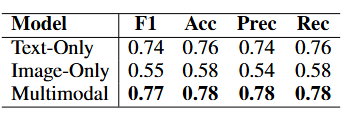 Model F1 Acc Prec Rec
Text-Only 0.74 0.76 0.74 0.76
Image-Only 0.55 0.58 0.54 0.58
Multimodal 0.77 0.78 0.78 0.78